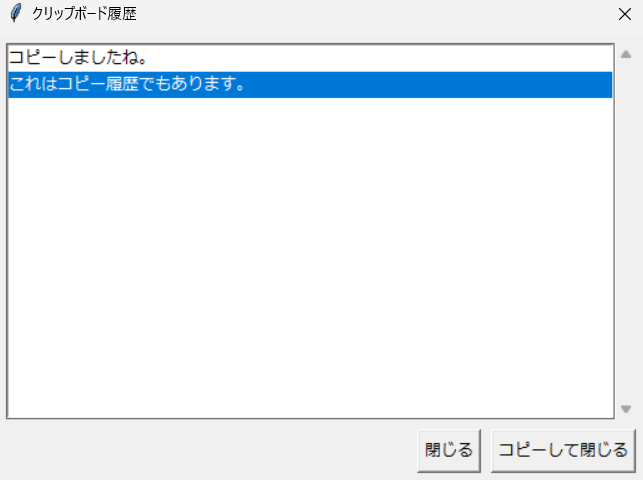 クリップボード履歴
コピーしましたね。
これはコピー履歴でもあります。
閉じる
コピーして閉じる